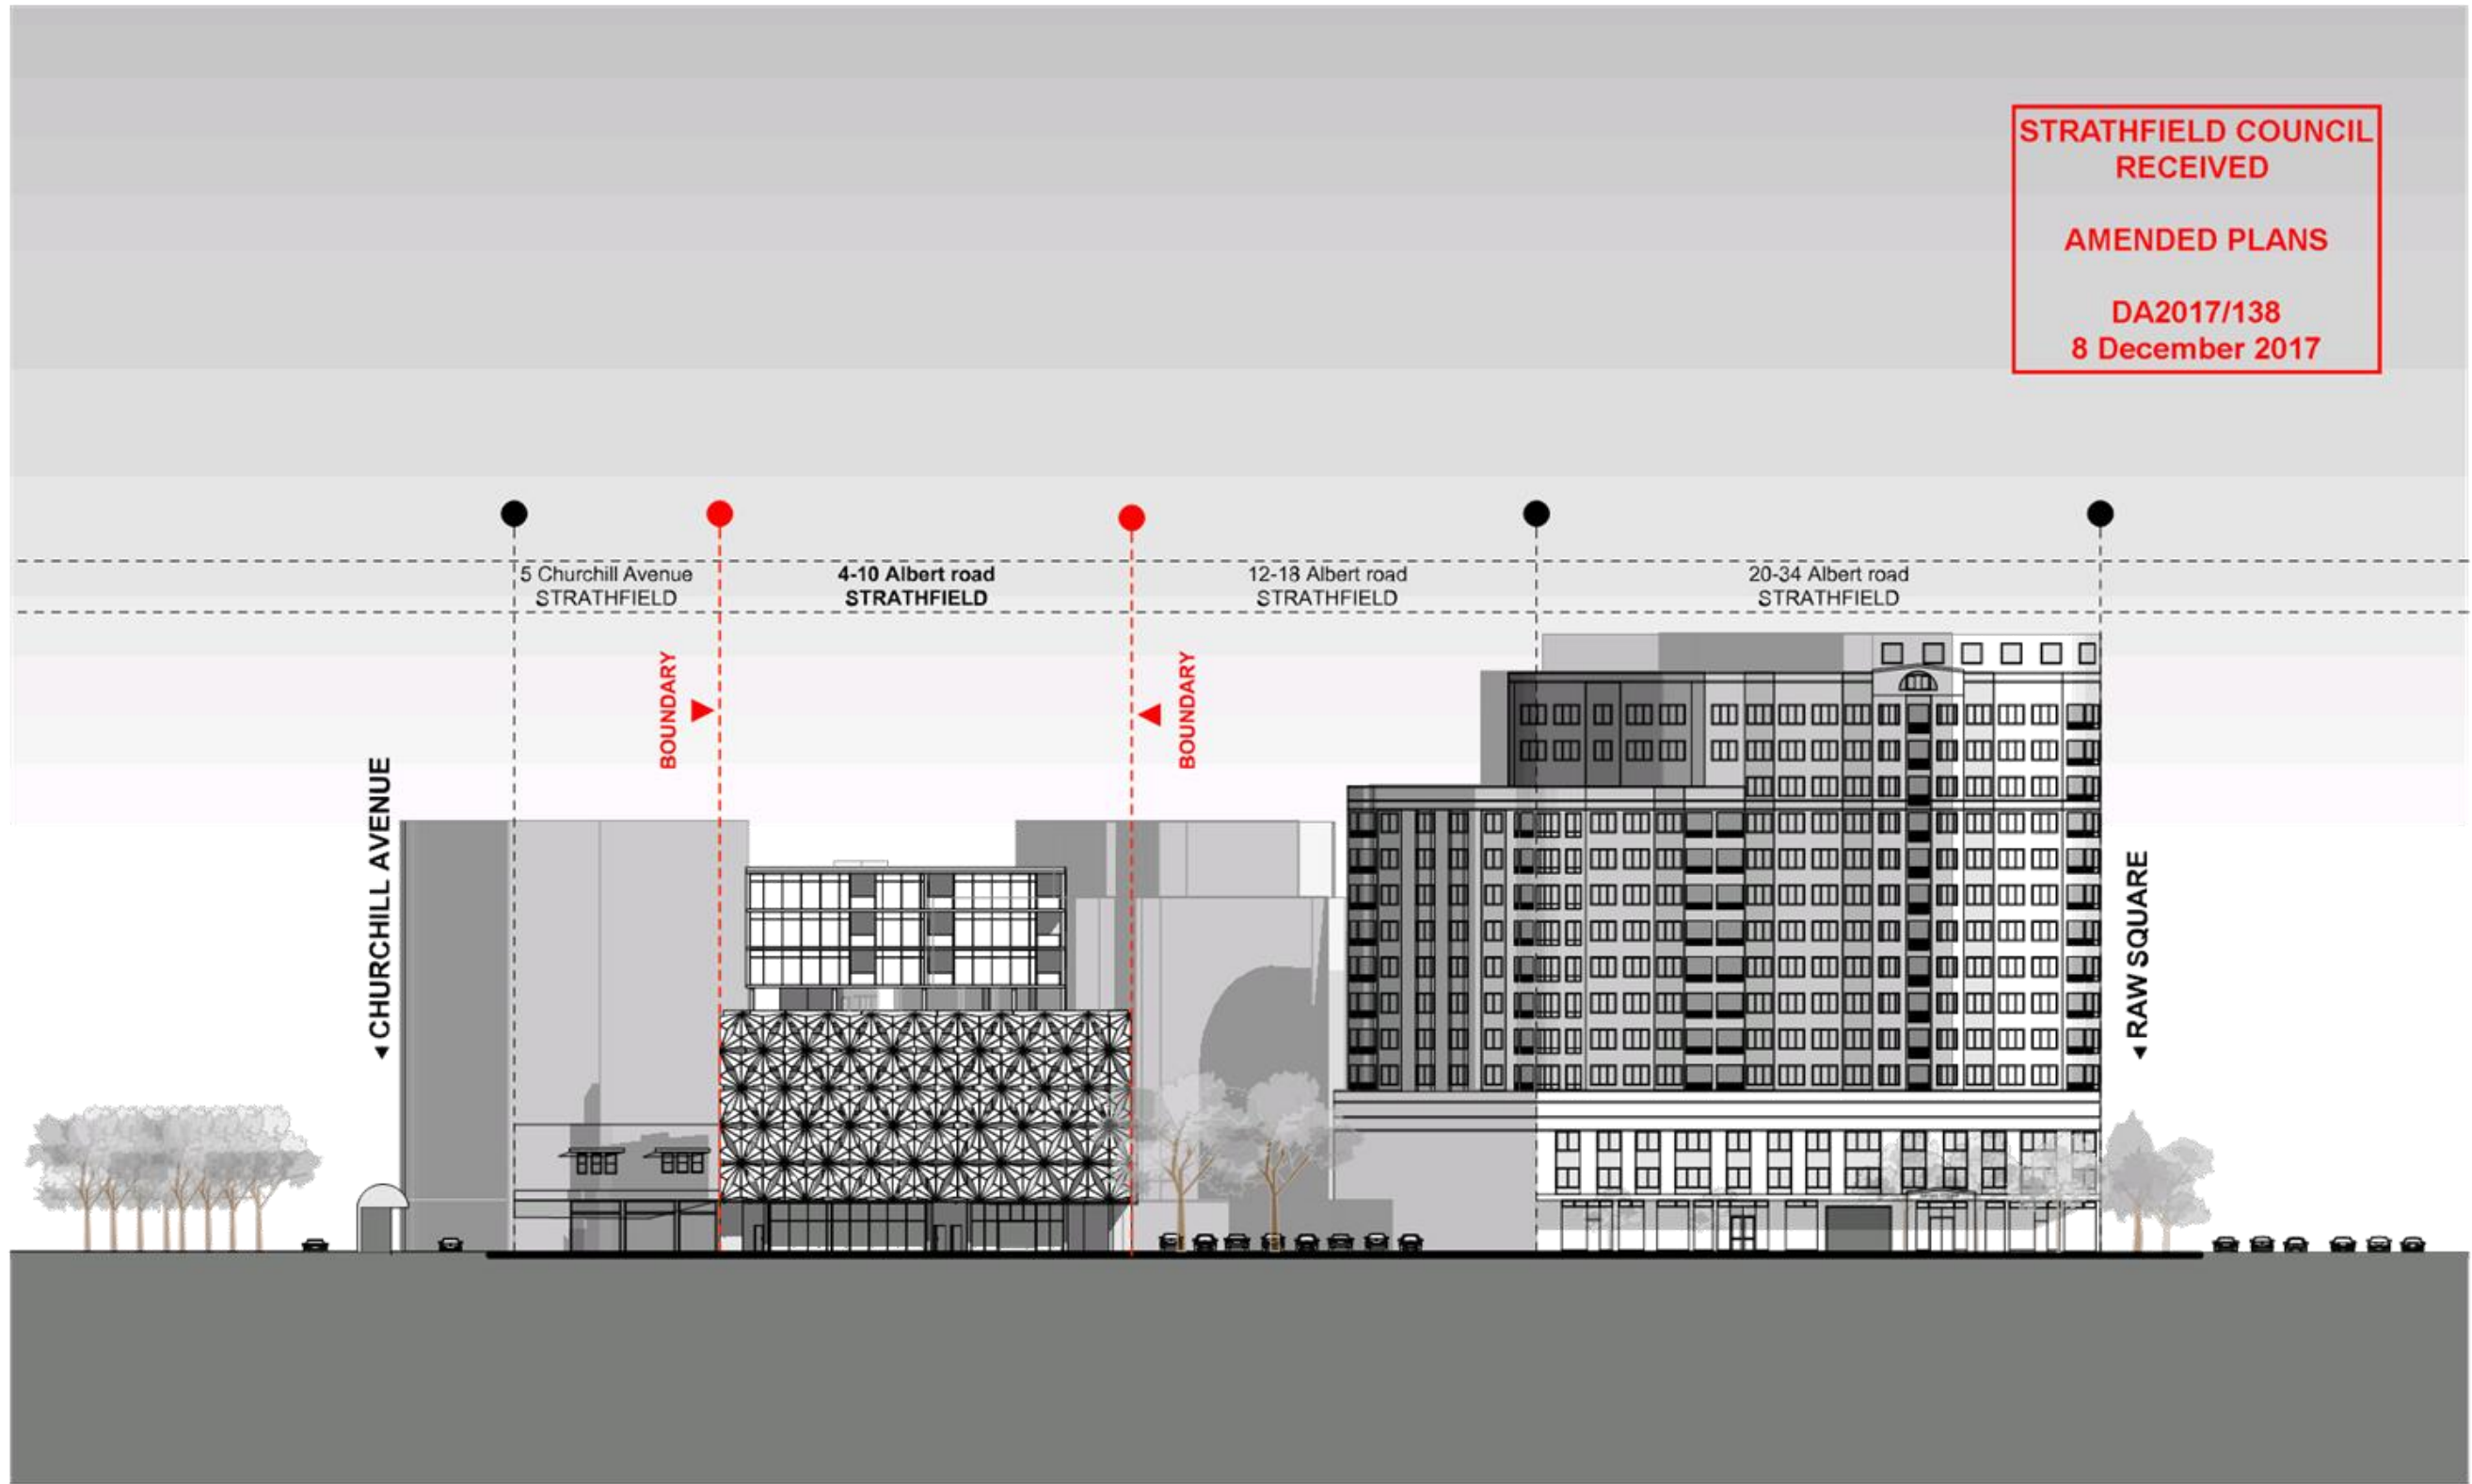 STRATHFIELD COUNCIL
RECEIVED
AMENDED PLANS
DA2017/138
8 December 2017
5 Churchill Avenue
STRATHFIELD
4-10 Albert road
STRATHFIELD
12-18 Albert road
STRATHFIELD
20-34 Albert road
STRATHFIELD
BOUNDARY
BOUNDARY
CHURCHILL AVENUE
RAW SQUARE